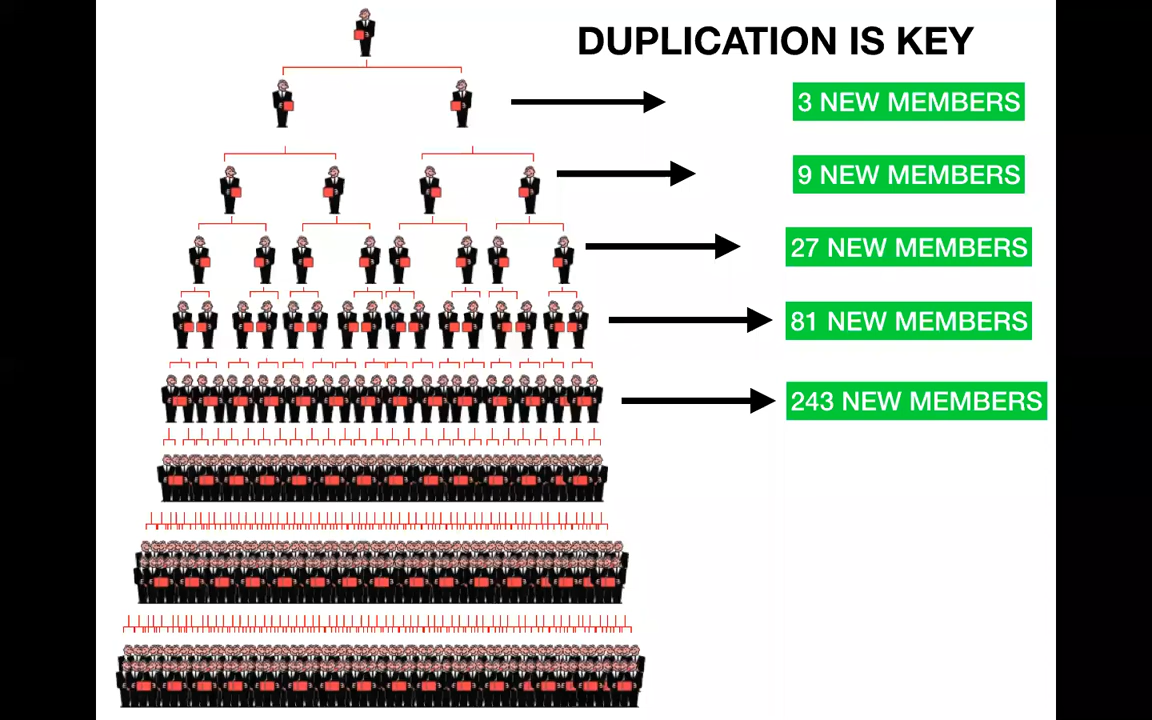 DUPLICATION IS KEY
3 NEW MEMBERS
9 NEW MEMBERS
27 NEW MEMBERS
81 NEW MEMBERS
243 NEW MEMBERS